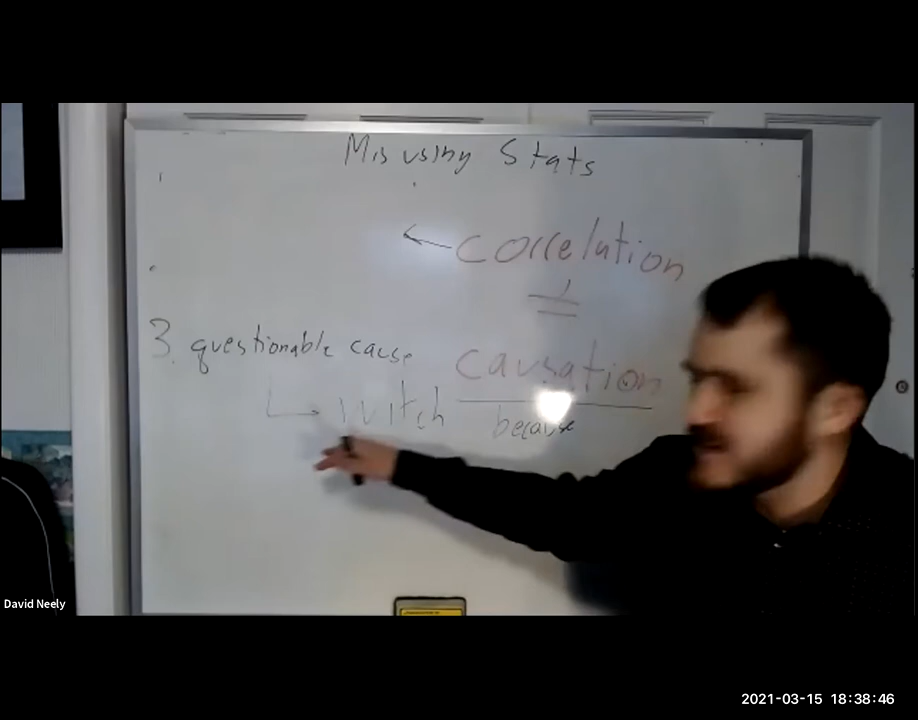 Misusing Stats
correlation
≠
3. questionable cause
causation
witch
because
David Neely
2021-03-15 18:38:46